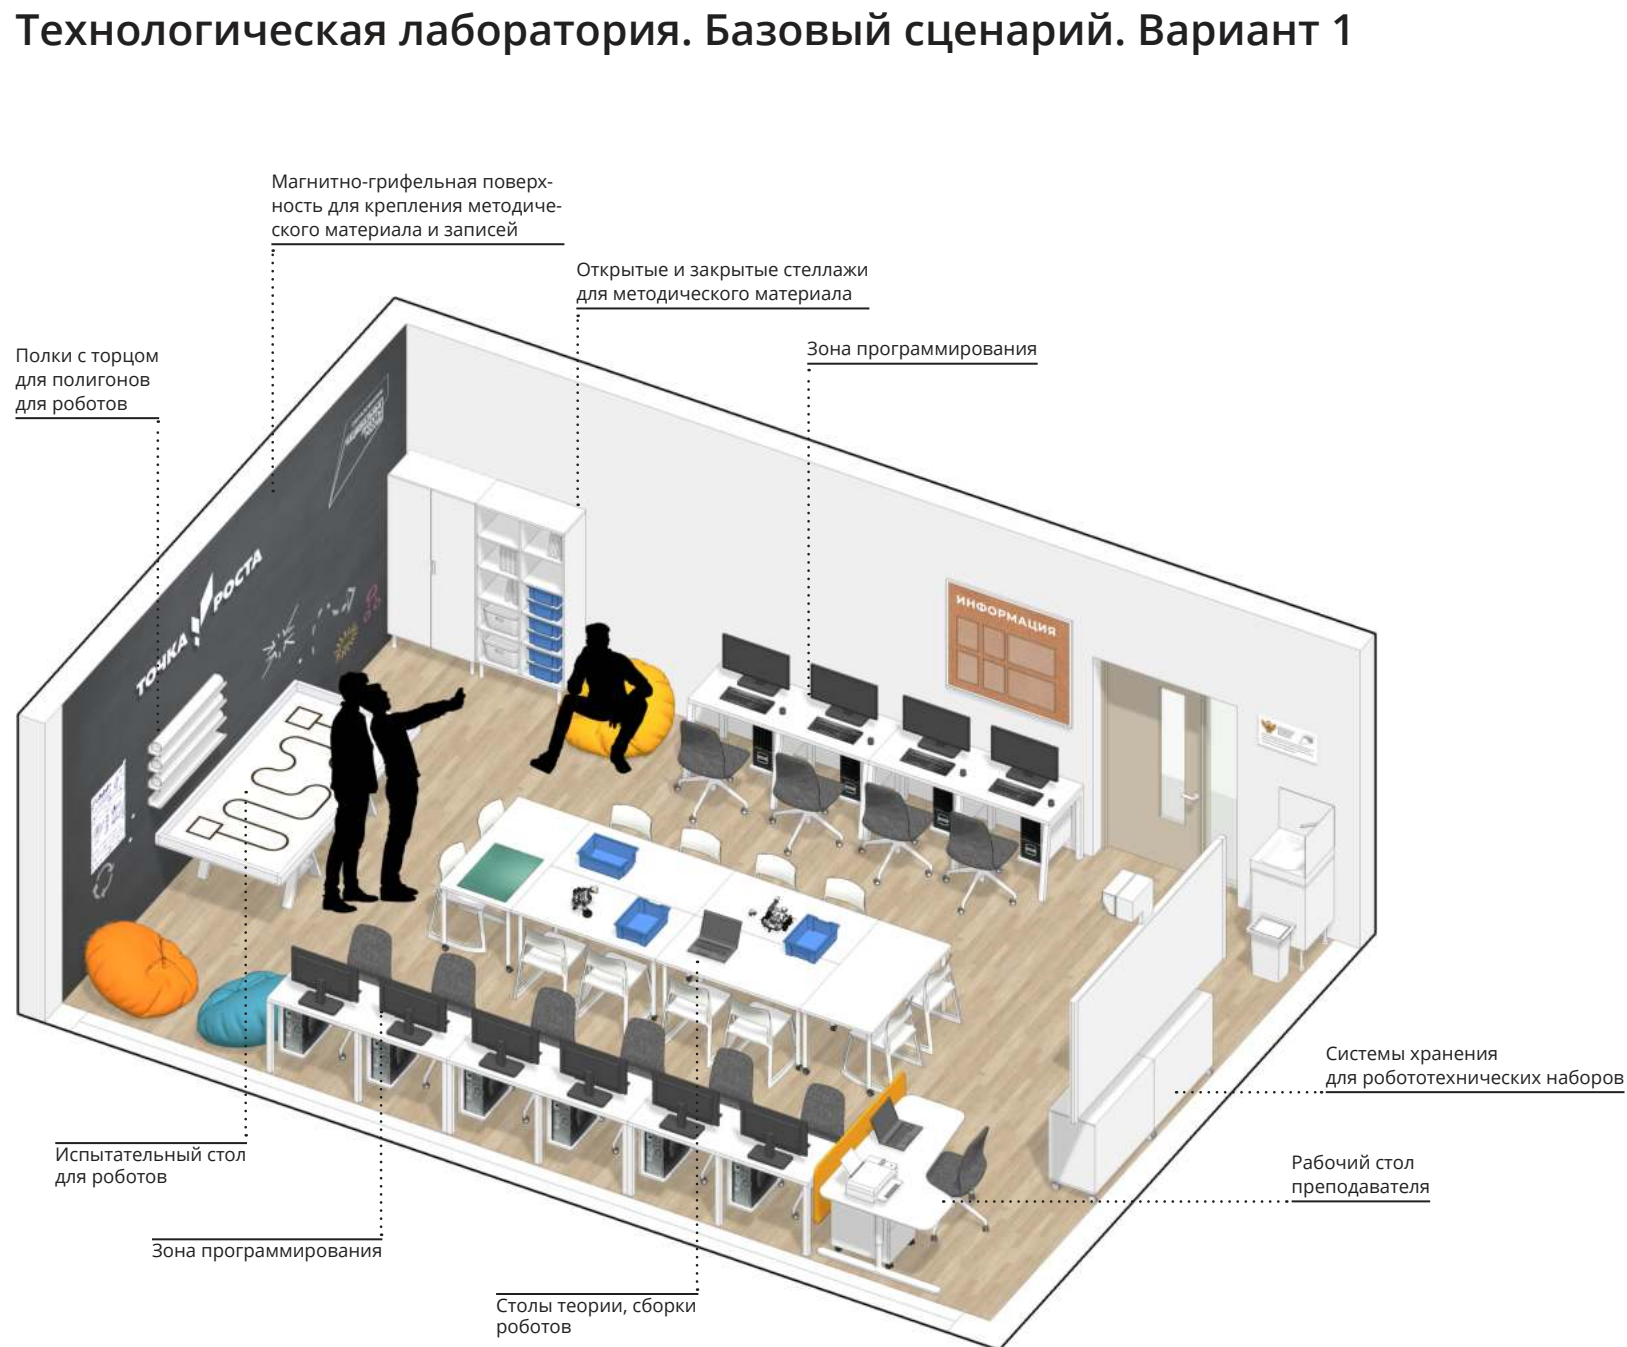 Технологическая лаборатория. Базовый сценарий. Вариант 1
Магнитно-грифельная поверх-
ность для крепления методиче-
ского материала и записей
Открытые и закрытые стеллажи
для методического материала
Зона программирования
Полки с торцом
для полигонов
для роботов
ТОЧКА РОСТА
ИНФОРМАЦИЯ
Системы хранения
для робототехнических наборов
Испытательный стол
для роботов
Рабочий стол
преподавателя
Зона программирования
Столы теории, сборки
роботов